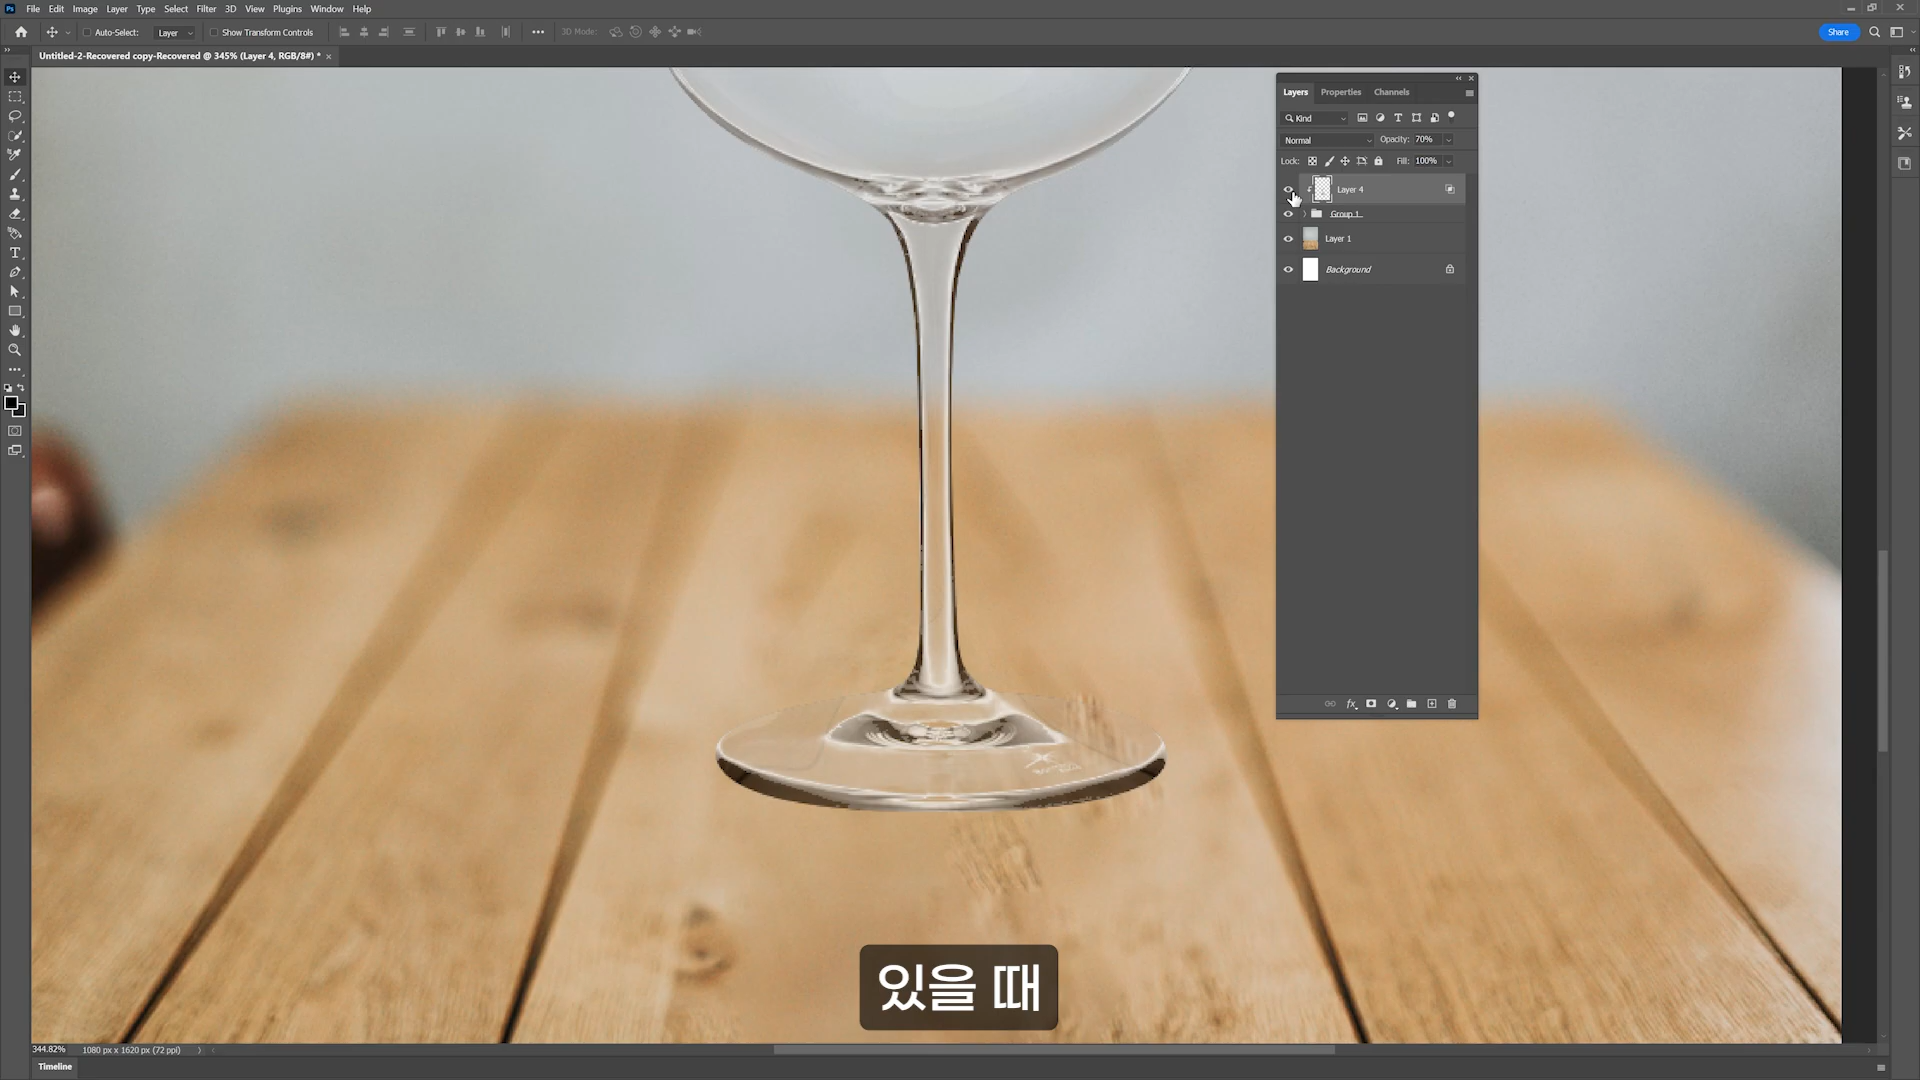 Ps File Edit Image Layer Type Select Filter 3D View Plugins Window Help
Auto-Select: Layer Show Transform Controls 3D Mode: Share
Untitled-2-Recovered copy-Recovered @ 345% (Layer 4, RGB/8#) *
Layers Properties Channels
Kind
Normal Opacity: 70%
Lock: Fill: 100%
Layer 4
Group 1
Layer 1
Background
fx
있을 때
344.82% 1080 px x 1620 px (72 ppi)
Timeline